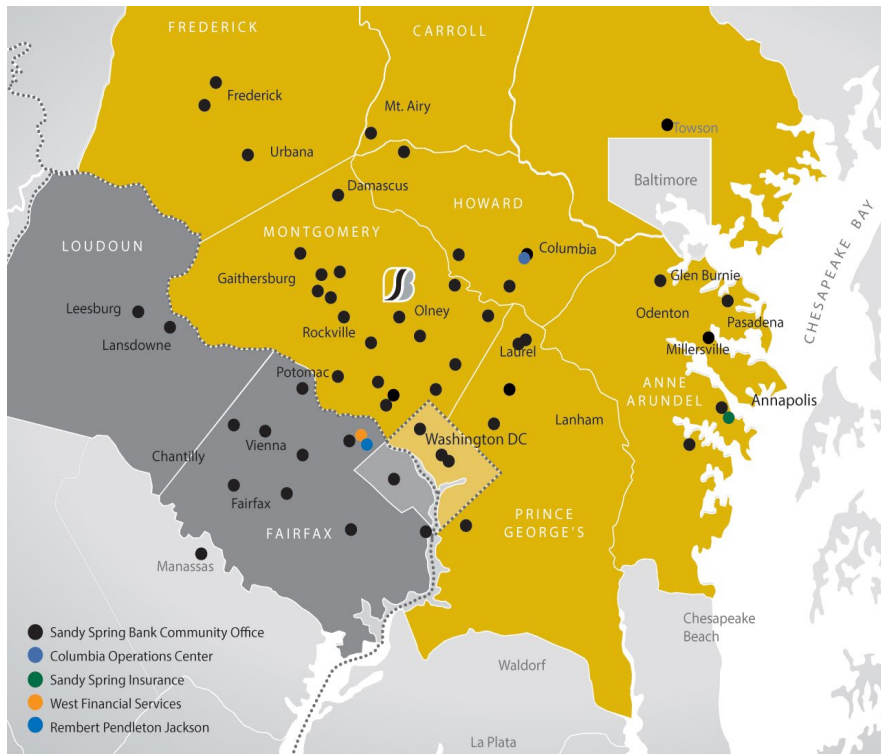 FREDERICK
CARROLL
Frederick
Mt. Airy
Towson
Urbana
Baltimore
Damascus
HOWARD
LOUDOUN
MONTGOMERY
Columbia
Gaithersburg
Glen Burnie
Leesburg
Olney
Odenton
Pasadena
Lansdowne
Rockville
Laurel
Millersville
CHESAPEAKE BAY
Potomac
ANNE
ARUNDEL
Annapolis
Lanham
Vienna
Washington DC
Chantilly
Fairfax
PRINCE
GEORGE'S
FAIRFAX
Manassas
Chesapeake
Beach
Waldorf
La Plata
Sandy Spring Bank Community Office
Columbia Operations Center
Sandy Spring Insurance
West Financial Services
Rembert Pendleton Jackson